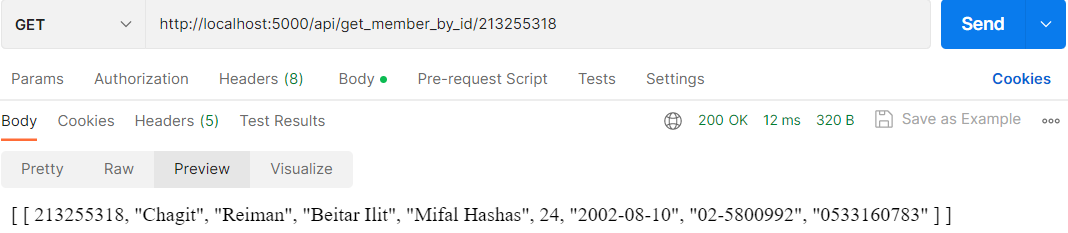 GET http://localhost:5000/api/get_member_by_id/213255318 Send
Params Authorization Headers (8) Body Pre-request Script Tests Settings Cookies
Body Cookies Headers (5) Test Results 200 OK 12 ms 320 B Save as Example
Pretty Raw Preview Visualize
[ [ 213255318, "Chagit", "Reiman", "Beitar Ilit", "Mifal Hashas", 24, "2002-08-10", "02-5800992", "0533160783" ] ]